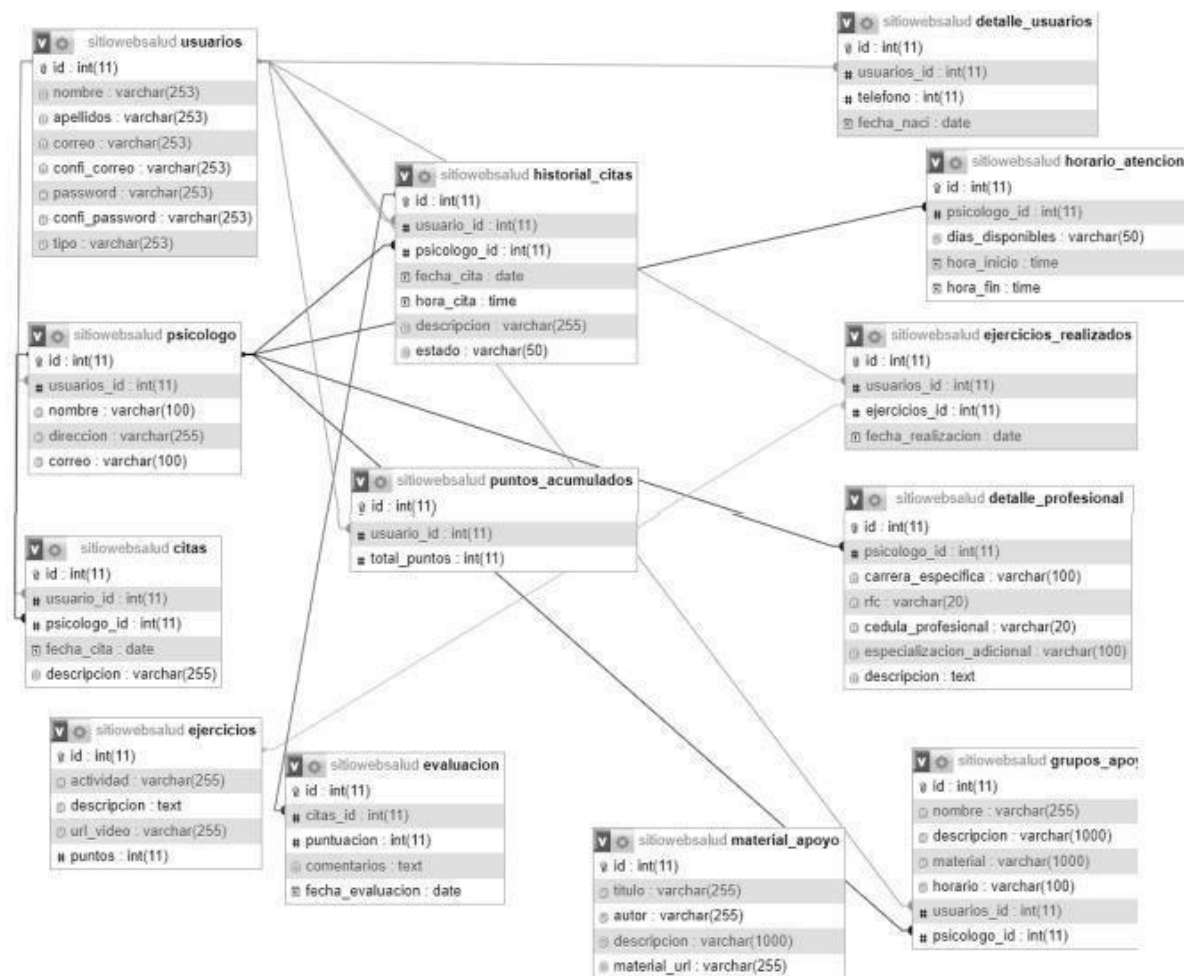 sitiowebsalud usuarios
id : int(11)
nombre : varchar(253)
apellidos : varchar(253)
correo : varchar(253)
confi_correo : varchar(253)
password : varchar(253)
confi_password : varchar(253)
tipo : varchar(253)
sitiowebsalud detalle_usuarios
id : int(11)
usuarios_id : int(11)
telefono : int(11)
fecha_naci : date
sitiowebsalud historial_citas
id : int(11)
usuario_id : int(11)
psicologo_id : int(11)
fecha_cita : date
hora_cita : time
descripcion : varchar(255)
estado : varchar(50)
sitiowebsalud horario_atencion
id : int(11)
psicologo_id : int(11)
dias_disponibles : varchar(50)
hora_inicio : time
hora_fin : time
sitiowebsalud psicologo
id : int(11)
usuarios_id : int(11)
nombre : varchar(100)
direccion : varchar(255)
correo : varchar(100)
sitiowebsalud ejercicios_realizados
id : int(11)
usuarios_id : int(11)
ejercicios_id : int(11)
fecha_realizacion : date
sitiowebsalud puntos_acumulados
id : int(11)
usuario_id : int(11)
total_puntos : int(11)
sitiowebsalud detalle_profesional
id : int(11)
psicologo_id : int(11)
carrera_especifica : varchar(100)
rfc : varchar(20)
cedula_profesional : varchar(20)
especializacion_adicional : varchar(100)
descripcion : text
sitiowebsalud citas
id : int(11)
usuario_id : int(11)
psicologo_id : int(11)
fecha_cita : date
descripcion : varchar(255)
sitiowebsalud ejercicios
id : int(11)
actividad : varchar(255)
descripcion : text
url_video : varchar(255)
puntos : int(11)
sitiowebsalud evaluacion
id : int(11)
citas_id : int(11)
puntuacion : int(11)
comentarios : text
fecha_evaluacion : date
sitiowebsalud material_apoyo
id : int(11)
titulo : varchar(255)
autor : varchar(255)
descripcion : varchar(1000)
material_url : varchar(255)
sitiowebsalud grupos_apoy
id : int(11)
nombre : varchar(255)
descripcion : varchar(1000)
material : varchar(1000)
horario : varchar(100)
usuarios_id : int(11)
psicologo_id : int(11)